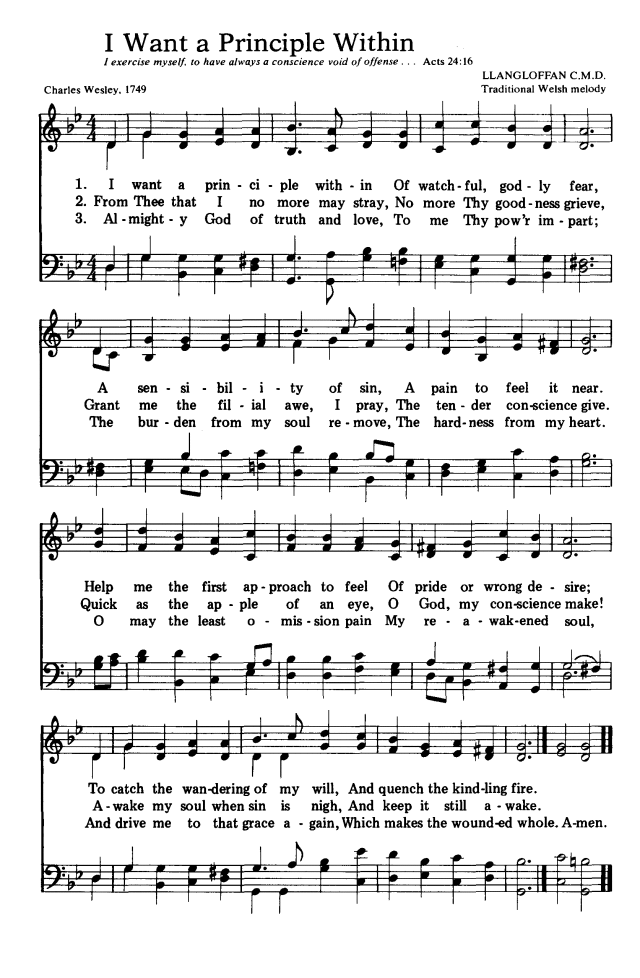 I Want a Principle Within
I exercise myself, to have always a conscience void of offense . . . Acts 24:16
LLANGLOFFAN C.M.D.
Charles Wesley, 1749
Traditional Welsh melody
1. I want a prin - ci - ple with - in Of watch - ful, god - ly fear,
2. From Thee that I no more may stray, No more Thy good - ness grieve,
3. Al - might - y God of truth and love, To me Thy pow'r im - part;
A sen - si - bil - i - ty of sin, A pain to feel it near.
Grant me the fil - ial awe, I pray, The ten - der con - science give.
The bur - den from my soul re - move, The hard - ness from my heart.
Help me the first ap - proach to feel Of pride or wrong de - sire;
Quick as the ap - ple of an eye, O God, my con - science make!
O may the least o - mis - sion pain My re - a - wak - ened soul,
To catch the wan - dering of my will, And quench the kind - ling fire.
A - wake my soul when sin is nigh, And keep it still a - wake.
And drive me to that grace a - gain, Which makes the wound - ed whole. A - men.